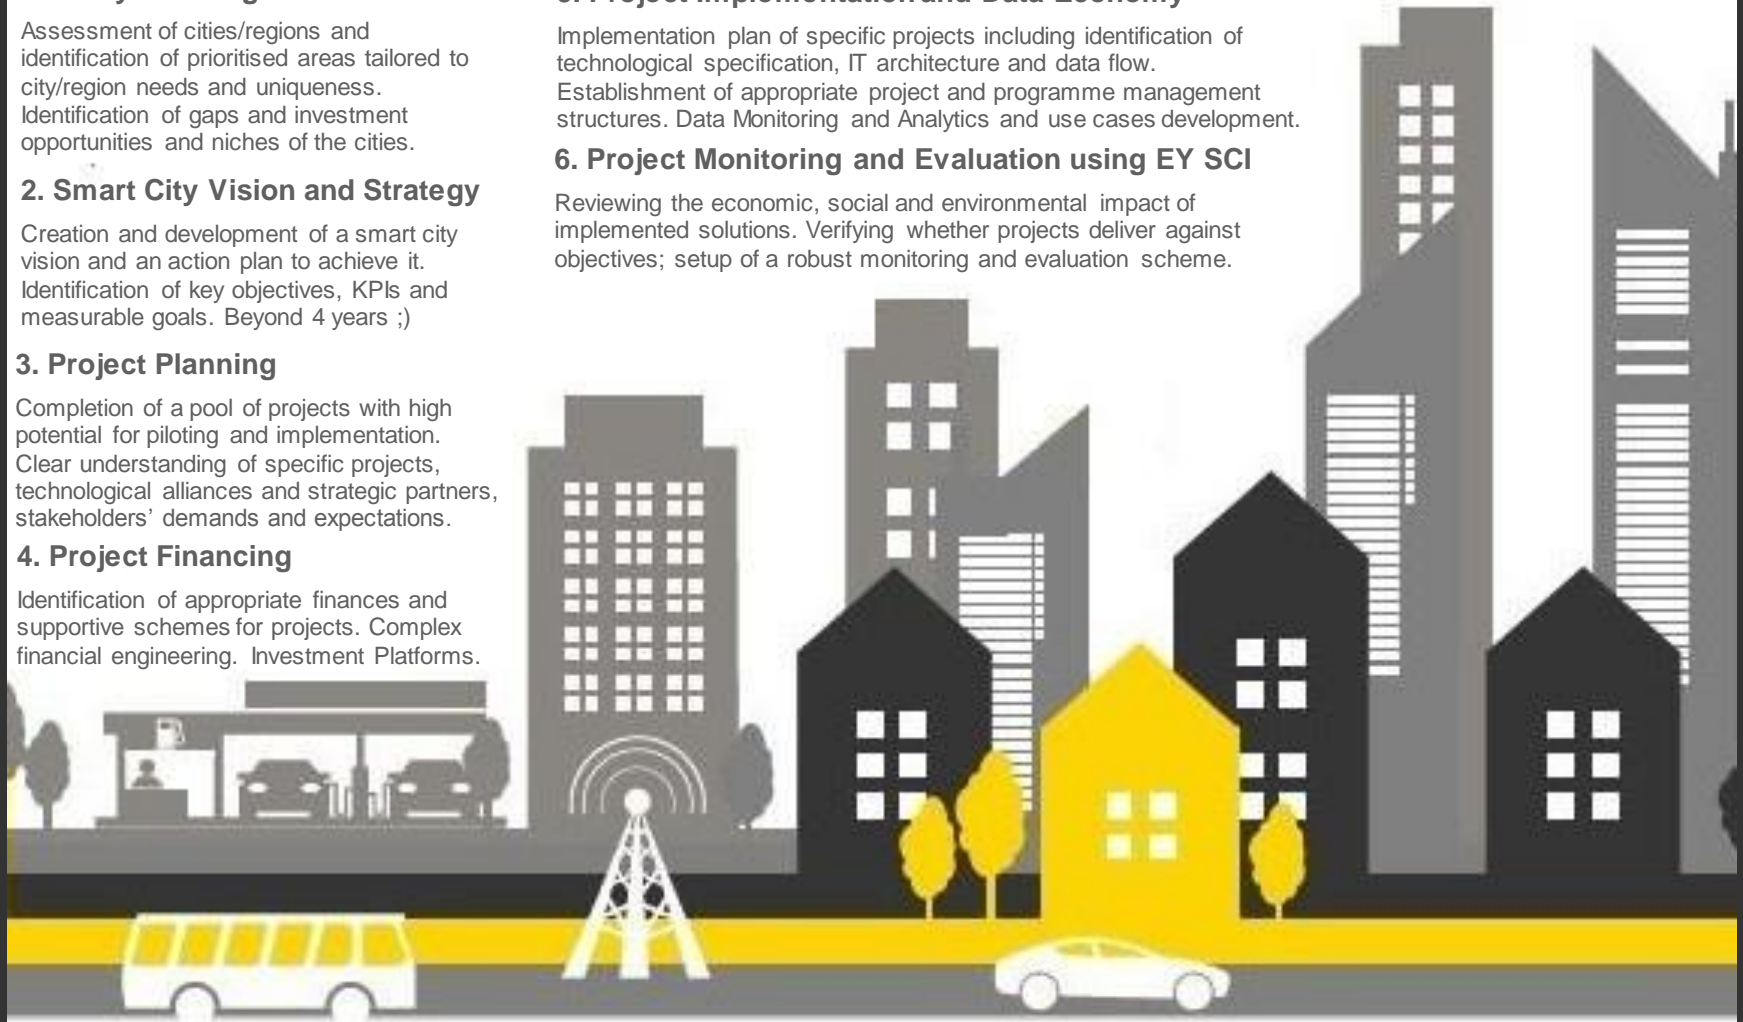 Assessment of cities/regions and
identification of prioritised areas tailored to
city/region needs and uniqueness.
Identification of gaps and investment
opportunities and niches of the cities.
2. Smart City Vision and Strategy
Creation and development of a smart city
vision and an action plan to achieve it.
Identification of key objectives, KPIs and
measurable goals. Beyond 4 years ;)
3. Project Planning
Completion of a pool of projects with high
potential for piloting and implementation.
Clear understanding of specific projects,
technological alliances and strategic partners,
stakeholders’ demands and expectations.
4. Project Financing
Identification of appropriate finances and
supportive schemes for projects. Complex
financial engineering. Investment Platforms.
5. Project Implementation and Data Economy
Implementation plan of specific projects including identification of
technological specification, IT architecture and data flow.
Establishment of appropriate project and programme management
structures. Data Monitoring and Analytics and use cases development.
6. Project Monitoring and Evaluation using EY SCI
Reviewing the economic, social and environmental impact of
implemented solutions. Verifying whether projects deliver against
objectives; setup of a robust monitoring and evaluation scheme.